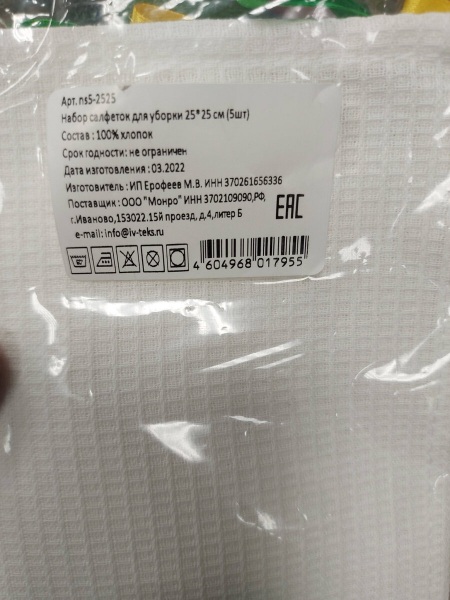 Арт. ns5-2525
Набор салфеток для уборки 25*25 см (5шт)
Состав : 100% хлопок
Срок годности: не ограничен
Дата изготовления : 03.2022
Изготовитель : ИП Ерофеев М.В. ИНН 370261656336
Поставщик : ООО "Монро" ИНН 3702109090,РФ,
г.Иваново,153022.15й проезд, д.4,литер Б
e-mail: info@iv-teks.ru
ЕАС
4 604968 017955